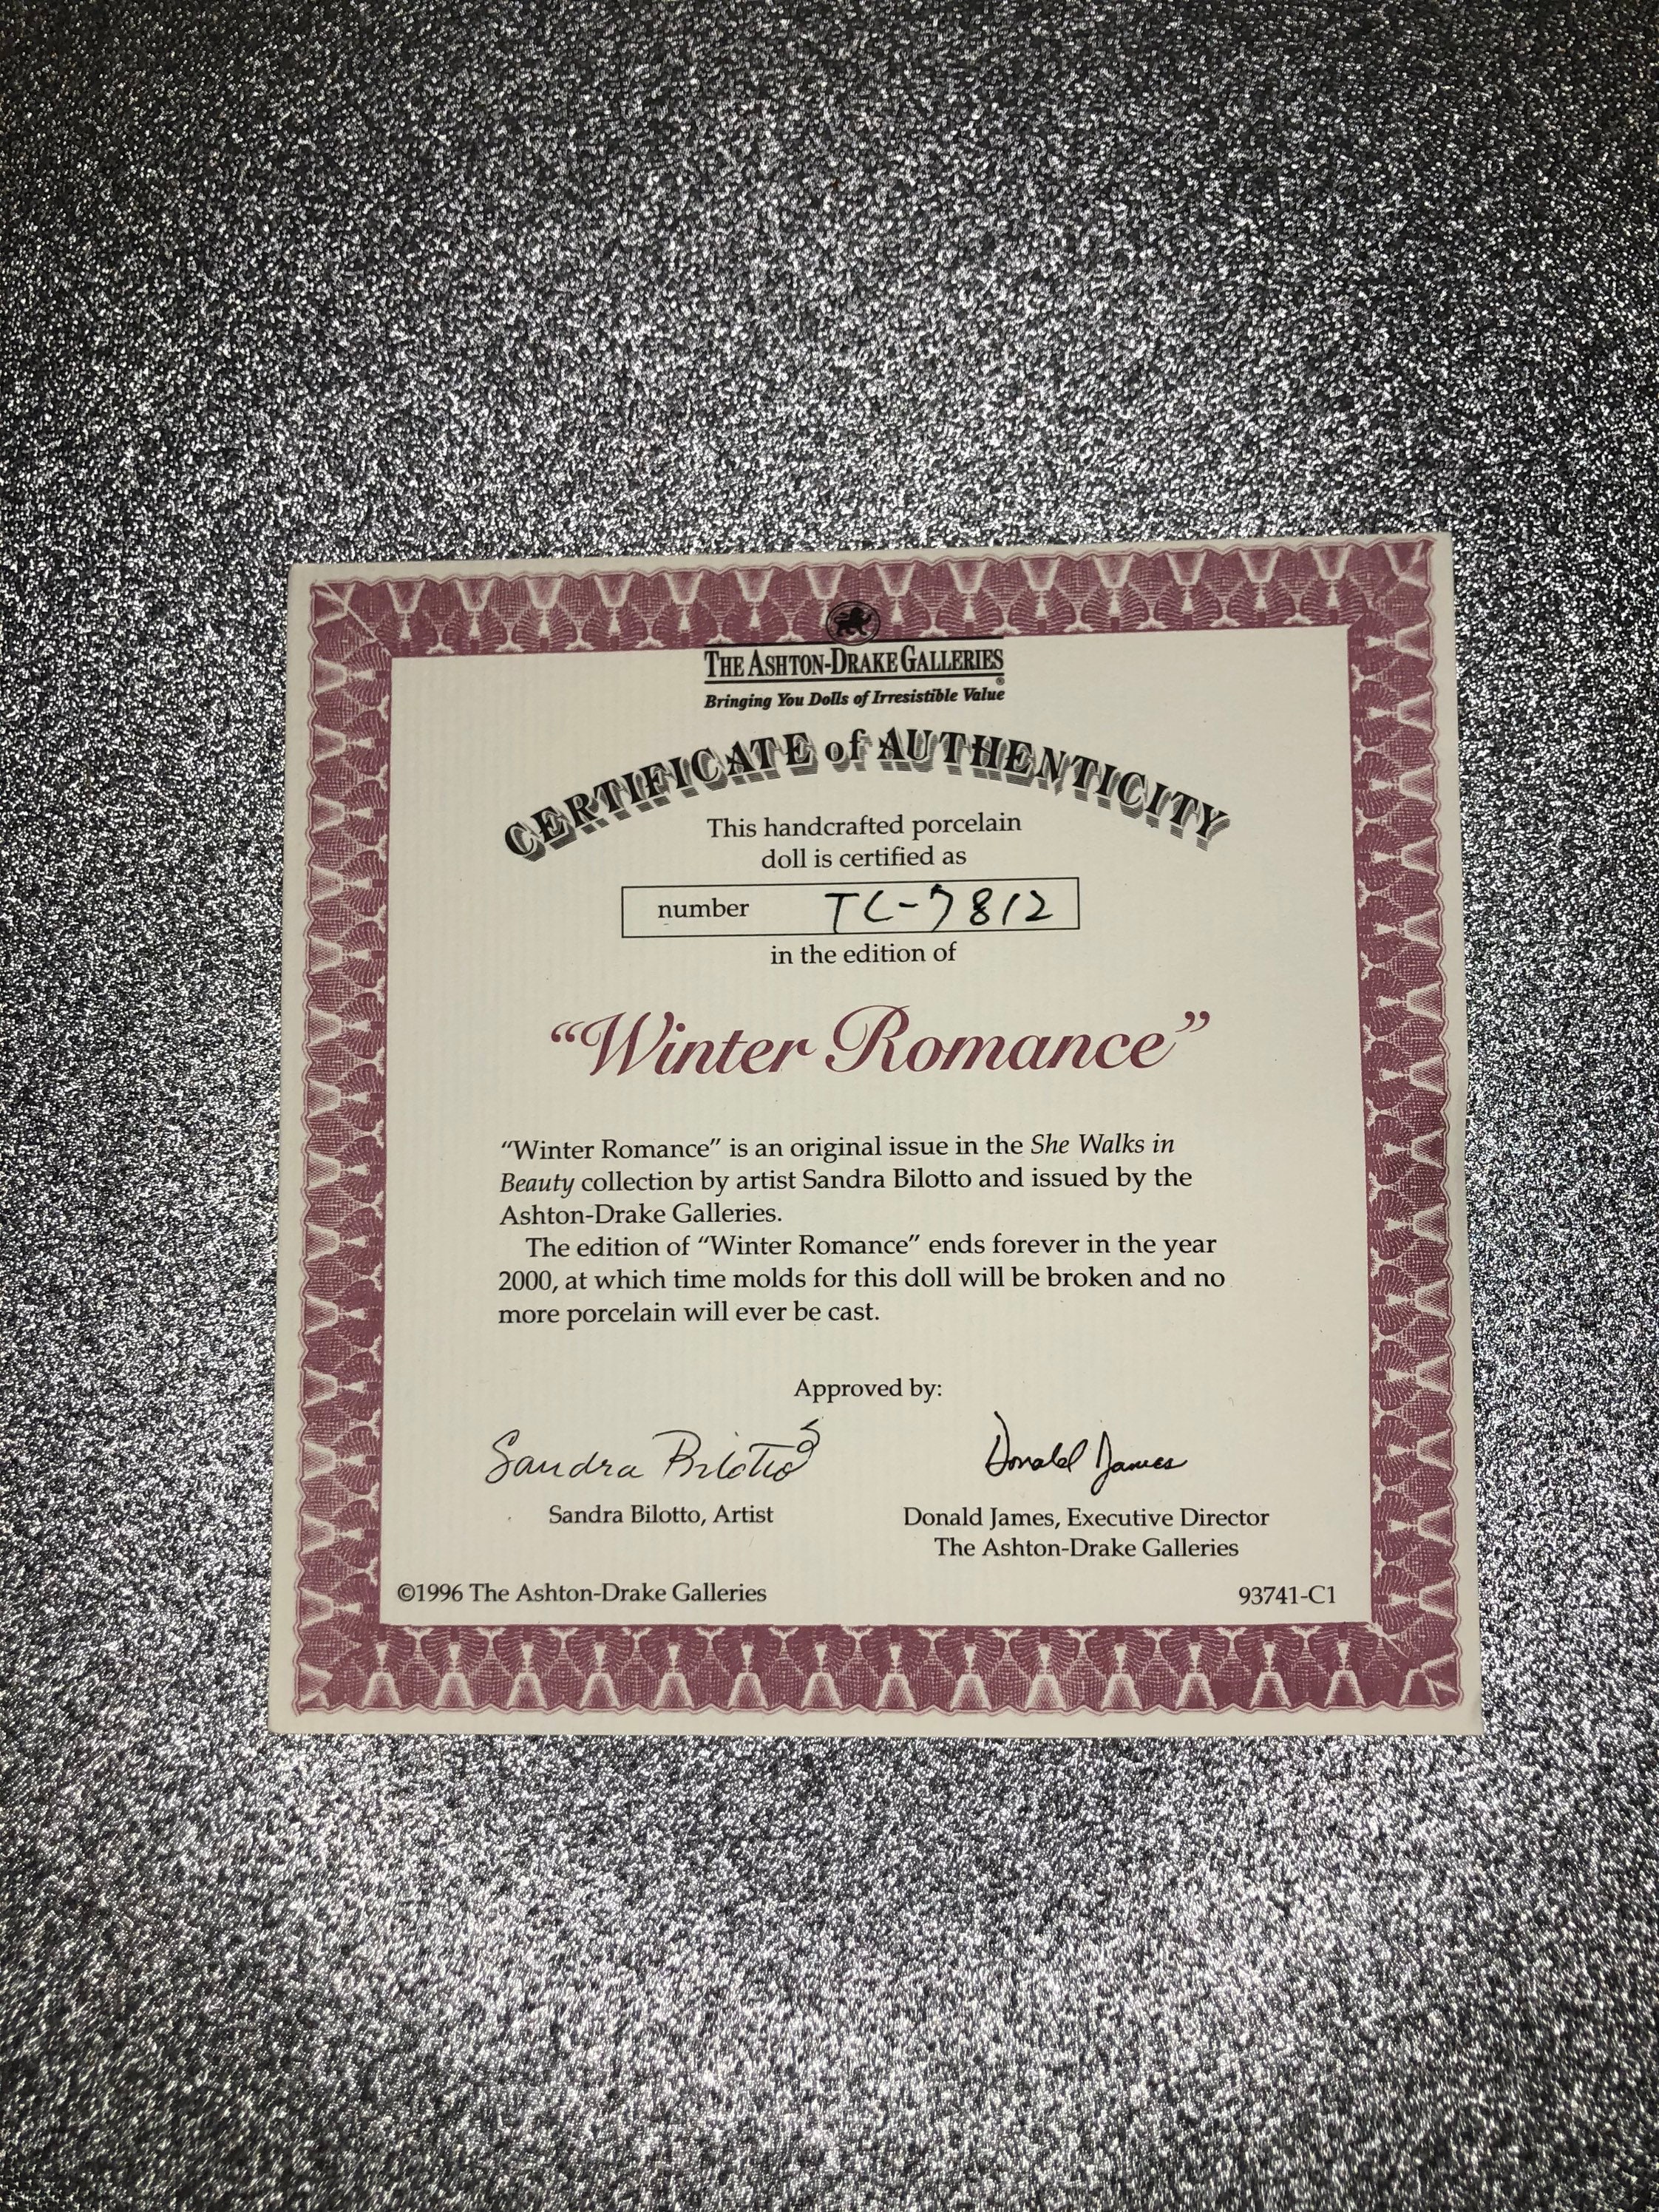 THE ASHTON-DRAKE GALLERIES
®
Bringing You Dolls of Irresistible Value
CERTIFICATE of AUTHENTICITY
This handcrafted porcelain
doll is certified as
number TC-7812
in the edition of
“Winter Romance”
“Winter Romance” is an original issue in the She Walks in
Beauty collection by artist Sandra Bilotto and issued by the
Ashton-Drake Galleries.
The edition of “Winter Romance” ends forever in the year
2000, at which time molds for this doll will be broken and no
more porcelain will ever be cast.
Approved by:
Sandra Bilotto Donald James
Sandra Bilotto, Artist Donald James, Executive Director
The Ashton-Drake Galleries
©1996 The Ashton-Drake Galleries 93741-C1